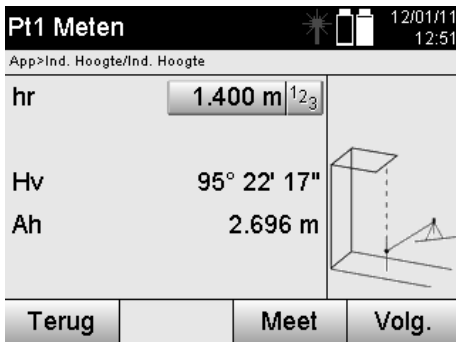 Pt1 Meten
12/01/11
12:51
App>Ind. Hoogte/Ind. Hoogte
hr 1.400 m 123
Hv 95° 22' 17"
Ah 2.696 m
Terug Meet Volg.